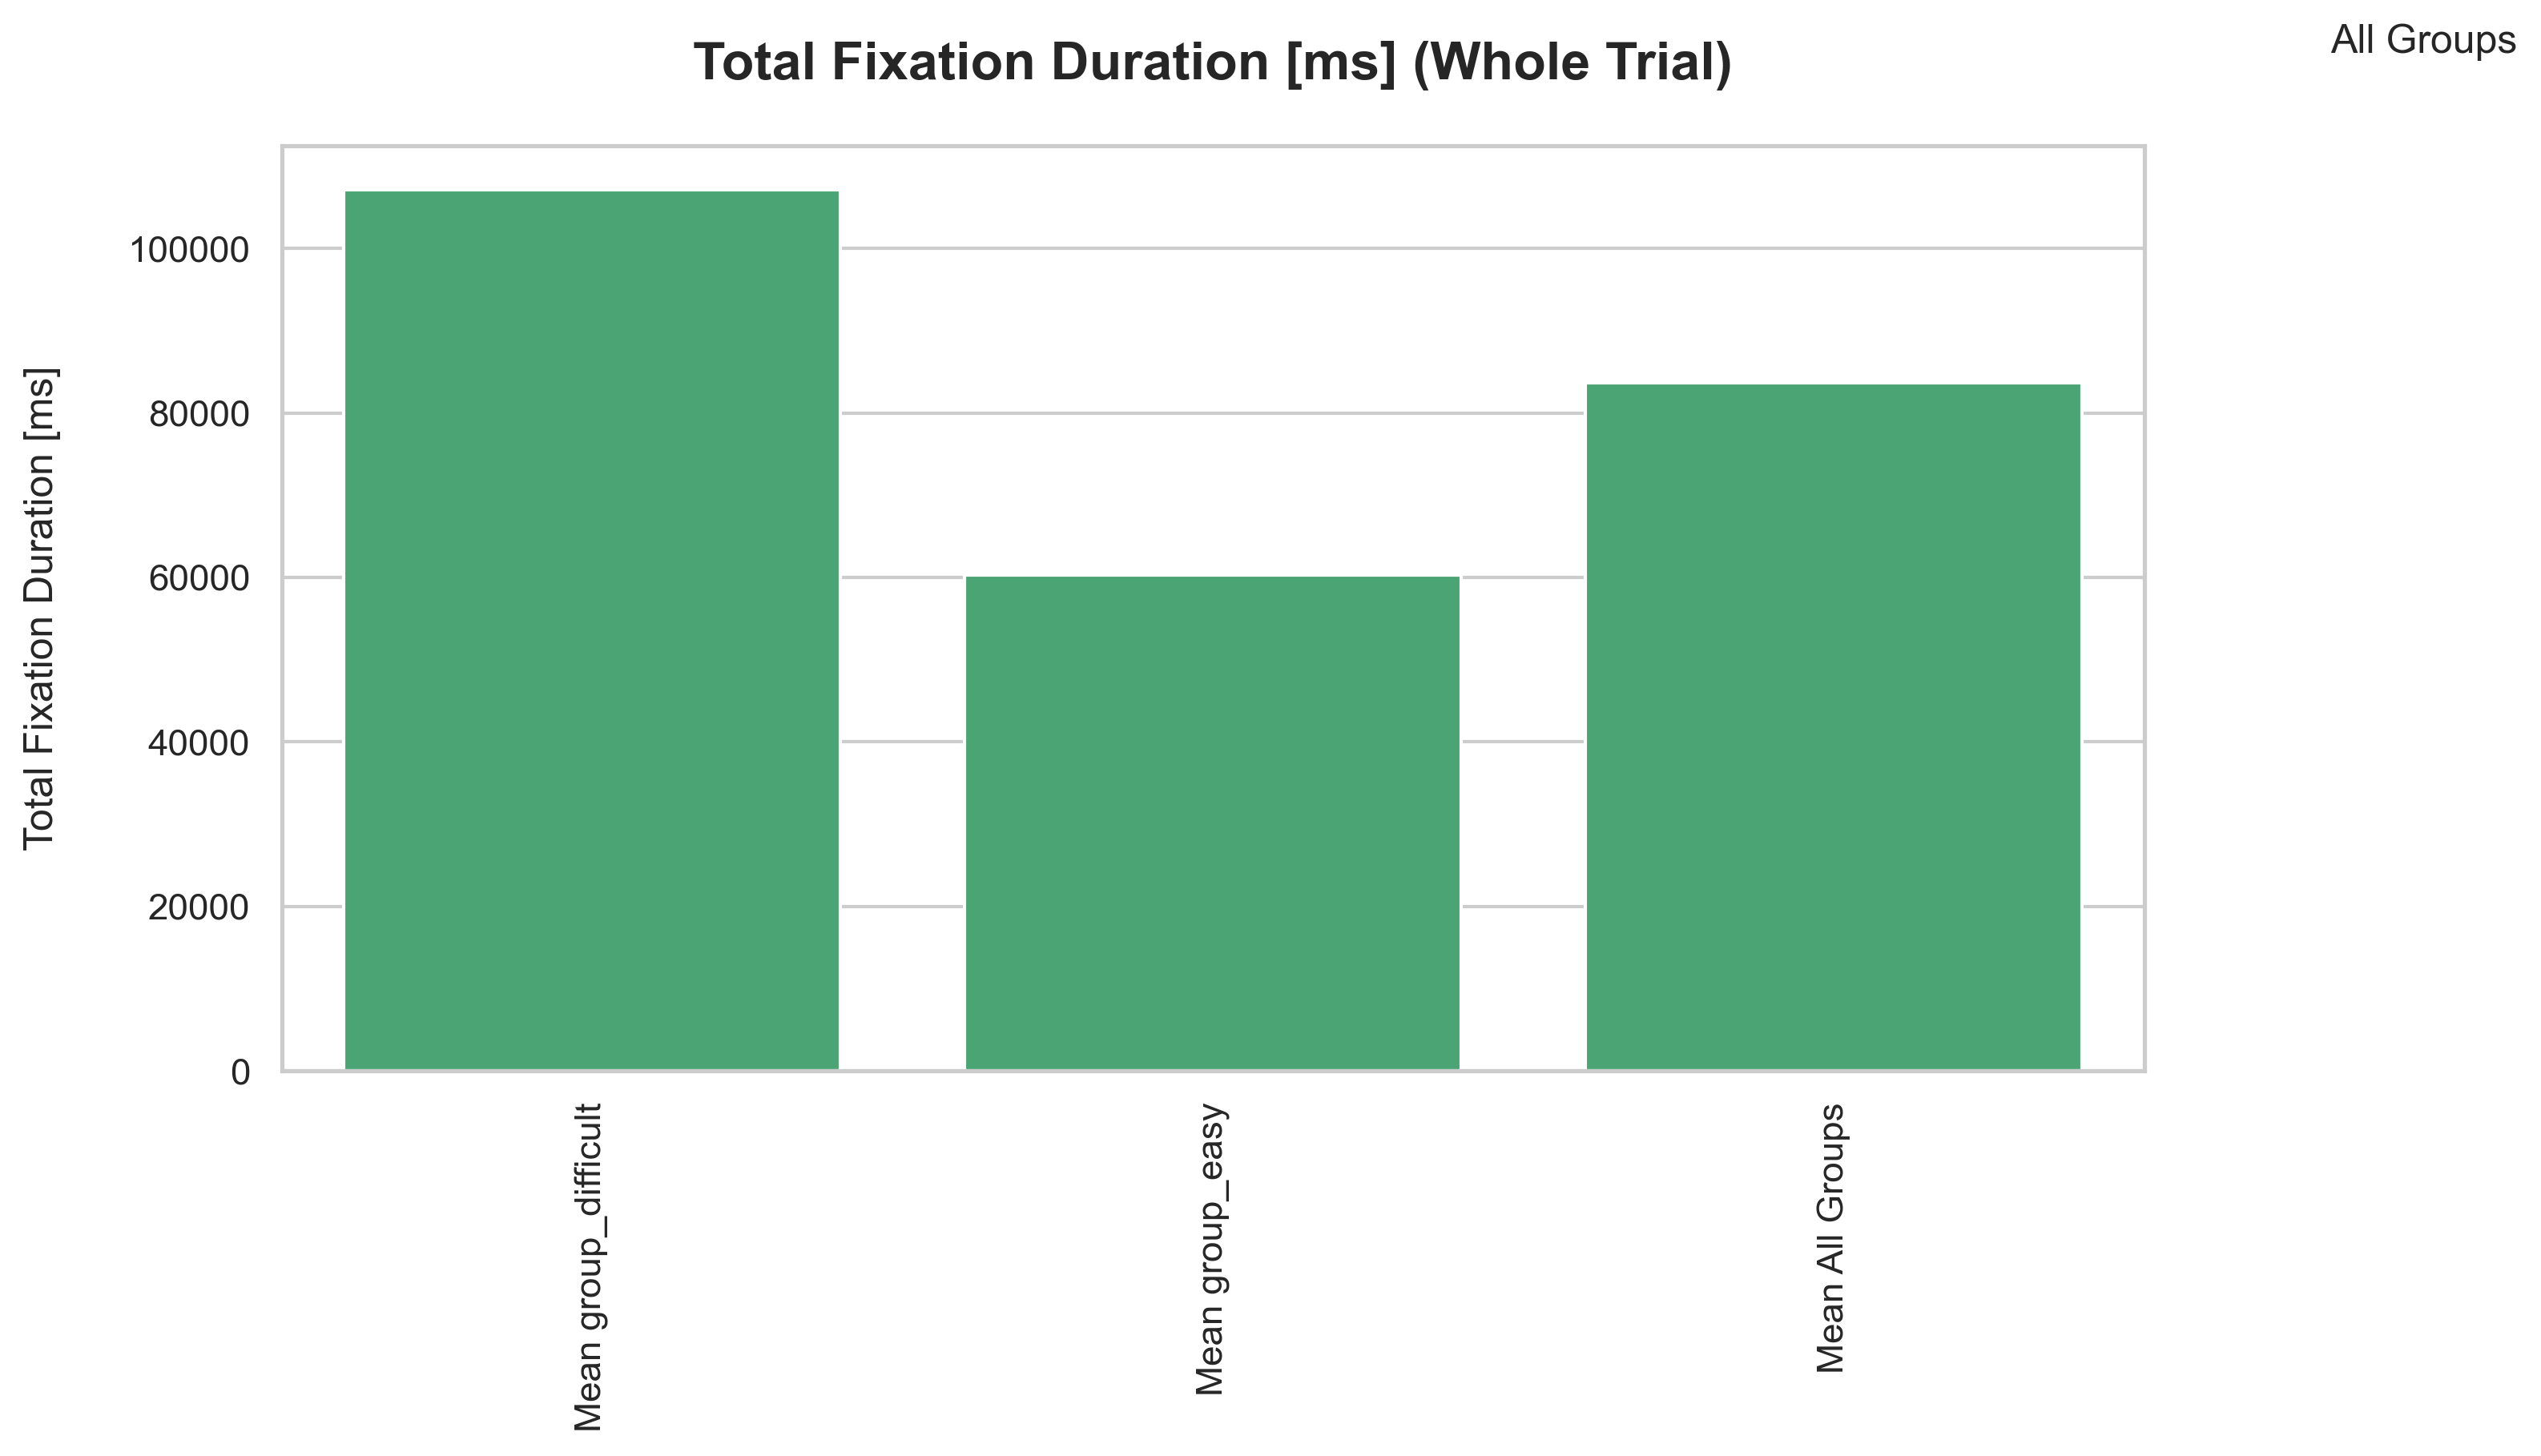 All Groups
Total Fixation Duration [ms] (Whole Trial)
Total Fixation Duration [ms]
100000
80000
60000
40000
20000
0
Mean group_difficult
Mean group_easy
Mean All Groups